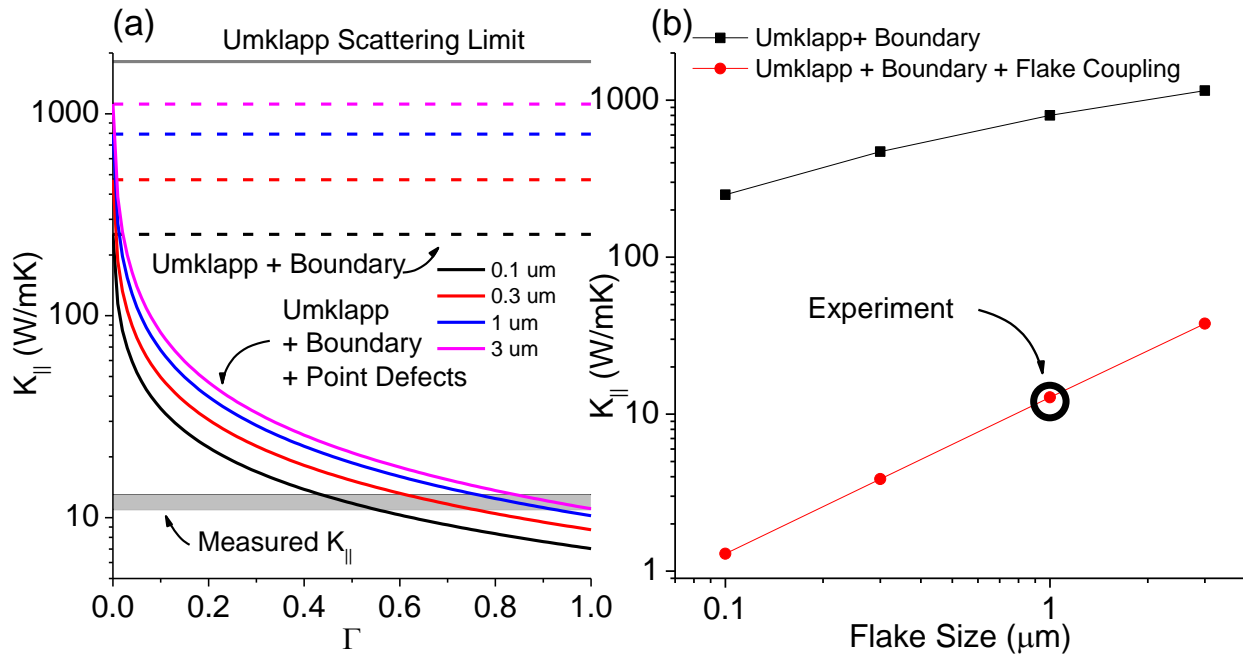 (a)
Umklapp Scattering Limit
1000
100
10
K|| (W/mK)
Umklapp + Boundary
Umklapp
+ Boundary
+ Point Defects
0.1 um
0.3 um
1 um
3 um
Measured K||
0.0 0.2 0.4 0.6 0.8 1.0
Γ
(b)
Umklapp+ Boundary
Umklapp + Boundary + Flake Coupling
1000
100
10
1
K|| (W/mK)
Experiment
0.1 1
Flake Size (μm)